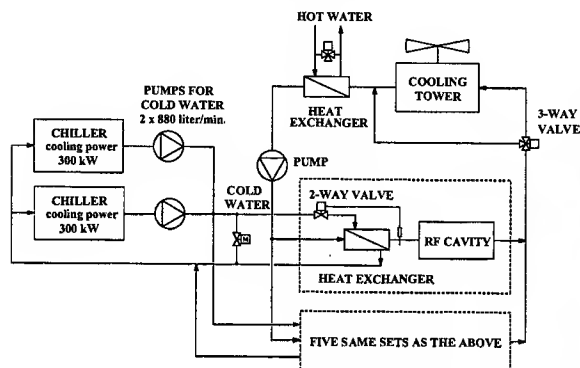 HOT WATER
PUMPS FOR
COLD WATER
2 x 880 liter/min.
COOLING
TOWER
HEAT
EXCHANGER
3-WAY
VALVE
CHILLER
cooling power
300 kW
PUMP
CHILLER
cooling power
300 kW
COLD
WATER
2-WAY VALVE
M
RF CAVITY
HEAT EXCHANGER
FIVE SAME SETS AS THE ABOVE